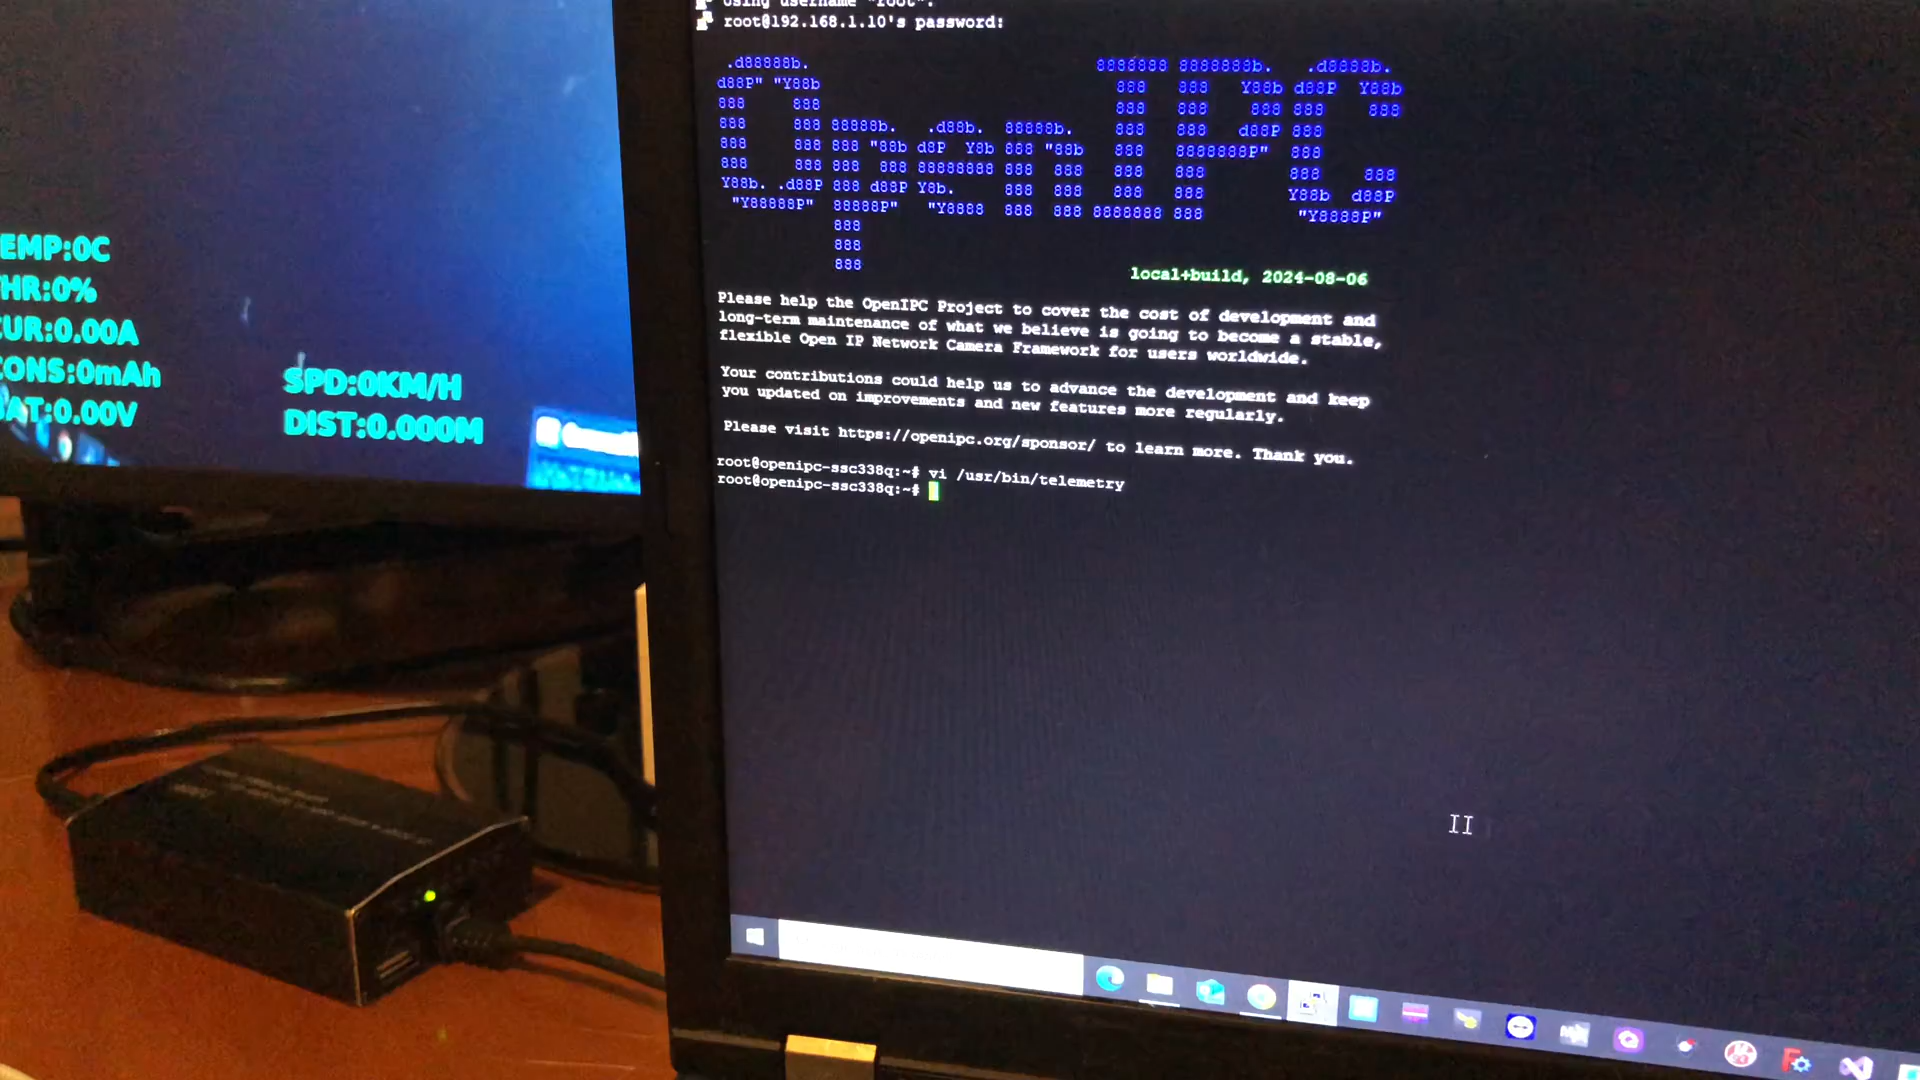 root@192.168.1.10's password:
OpenIPC
local+build, 2024-08-06
Please help the OpenIPC Project to cover the cost of development and
long-term maintenance of what we believe is going to become a stable,
flexible Open IP Network Camera Framework for users worldwide.
Your contributions could help us to advance the development and keep
you updated on improvements and new features more regularly.
Please visit https://openipc.org/sponsor/ to learn more. Thank you.
root@openipc-ssc338q:~# vi /usr/bin/telemetry
root@openipc-ssc338q:~#
EMP:0C
HR:0%
CUR:0.00A
CONS:0mAh
AT:0.00V
SPD:0KM/H
DIST:0.000M